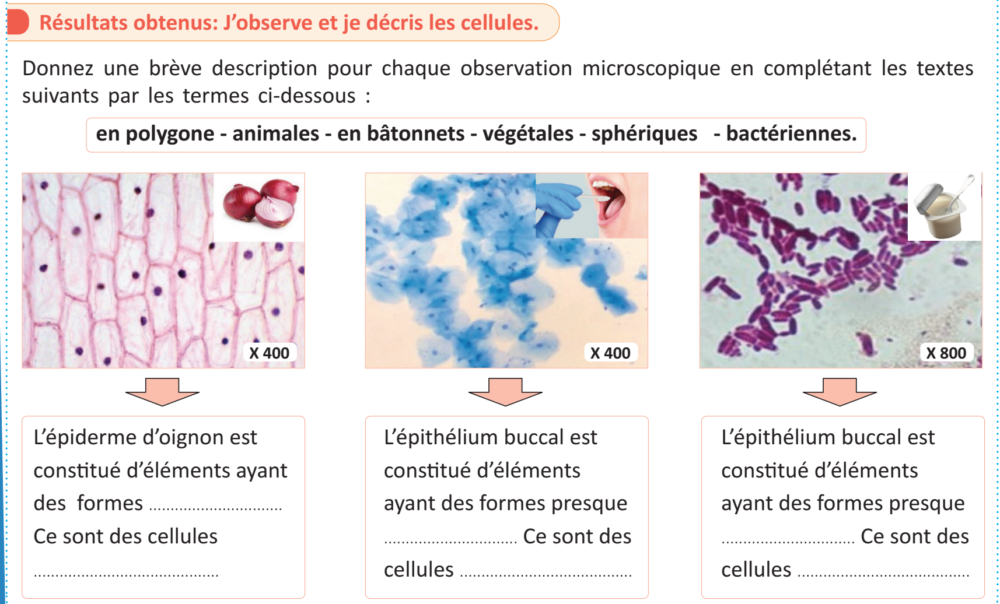 Résultats obtenus: J’observe et je décris les cellules.
Donnez une brève description pour chaque observation microscopique en complétant les textes
suivants par les termes ci-dessous :
en polygone - animales - en bâtonnets - végétales - sphériques - bactériennes.
X 400
X 400
X 800
L’épiderme d’oignon est
constitué d’éléments ayant
des formes ...............................
Ce sont des cellules
...........................................
L’épithélium buccal est
constitué d’éléments
ayant des formes presque
............................... Ce sont des
cellules ........................................
L’épithélium buccal est
constitué d’éléments
ayant des formes presque
............................... Ce sont des
cellules ........................................